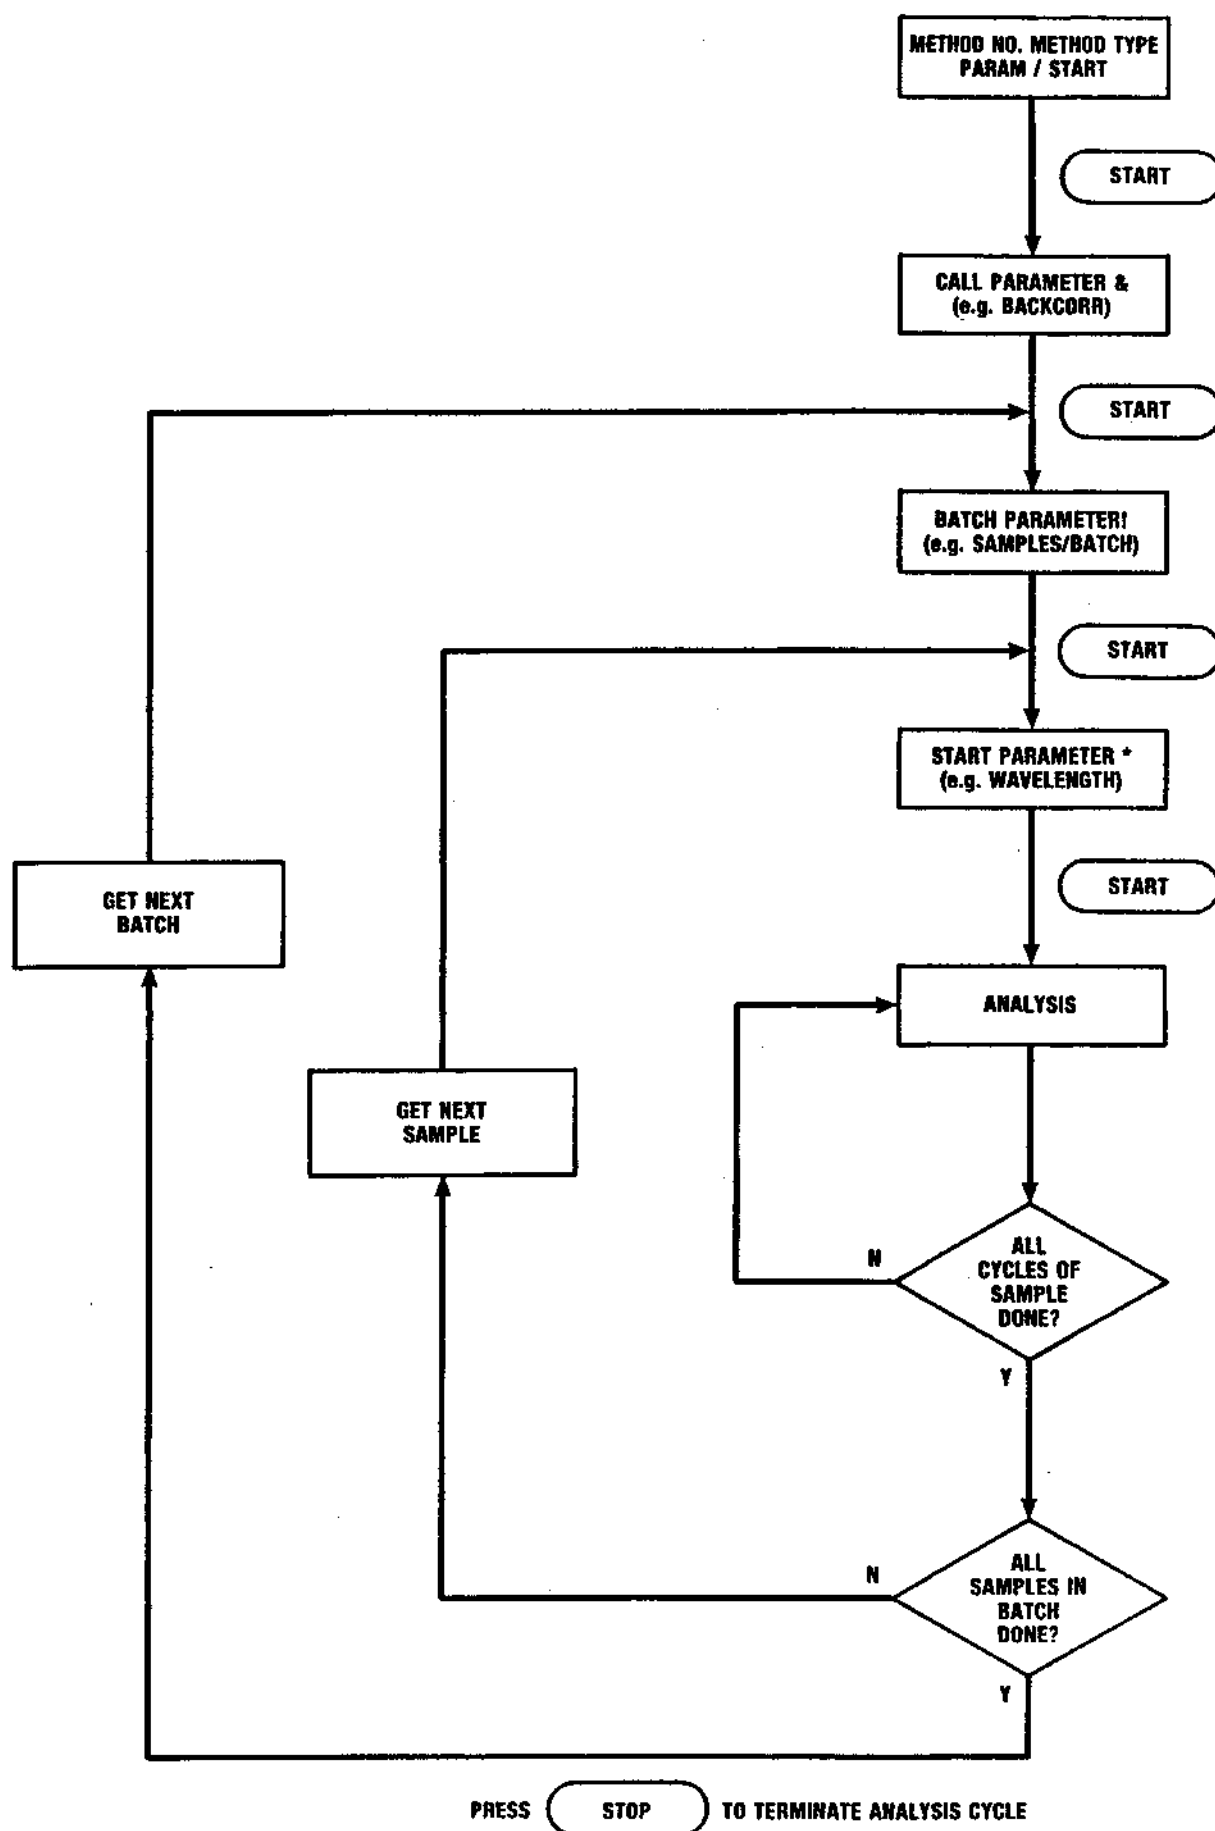 METHOD NO. METHOD TYPE
PARAM / START
START
CALL PARAMETER &
(e.g. BACKCORR)
START
BATCH PARAMETER!
(e.g. SAMPLES/BATCH)
START
START PARAMETER *
(e.g. WAVELENGTH)
START
GET NEXT
BATCH
ANALYSIS
GET NEXT
SAMPLE
N
ALL
CYCLES OF
SAMPLE
DONE?
Y
N
ALL
SAMPLES IN
BATCH
DONE?
Y
PRESS STOP TO TERMINATE ANALYSIS CYCLE